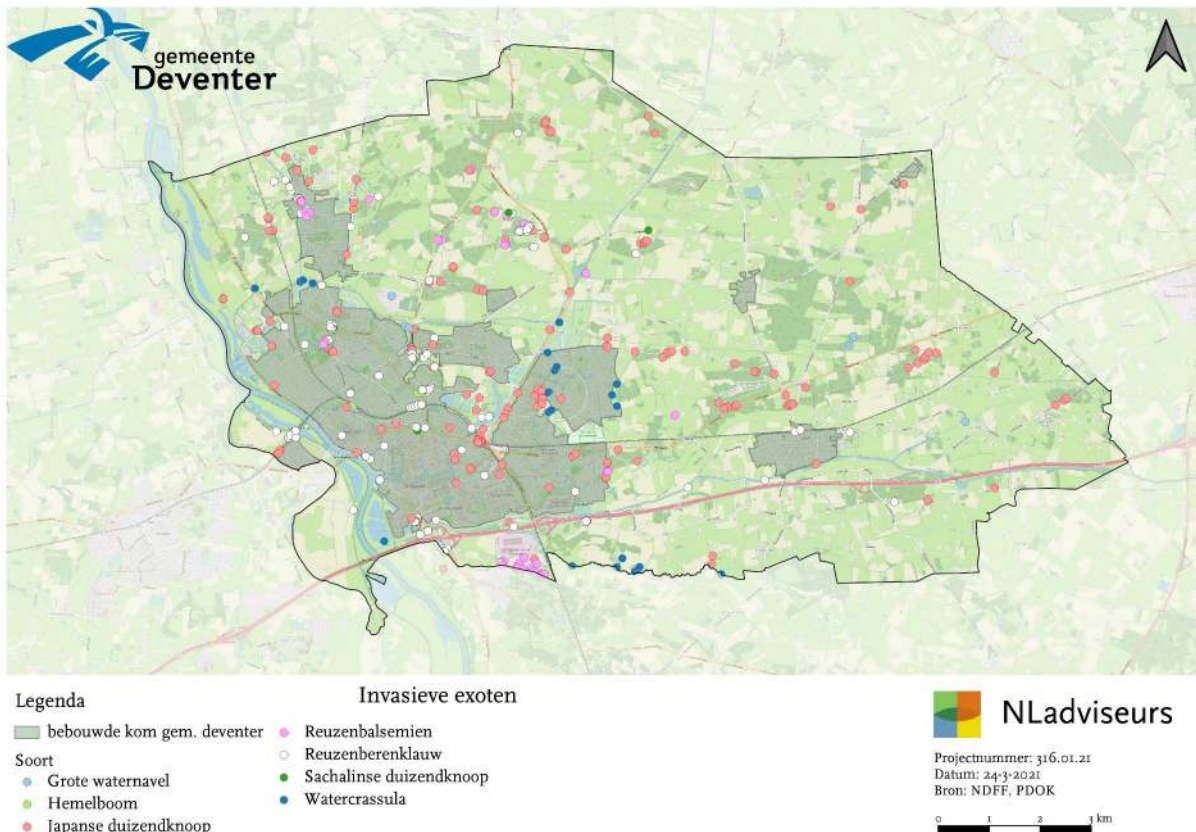 gemeente
Deventer
Legenda
bebouwde kom gem. deventer
Soort
Grote waternavel
Hemelboom
Japanse duizendknoop
Invasieve exoten
Reuzenbalsemien
Reuzenberenklauw
Sachalinse duizendknoop
Watercrassula
NLadviseurs
Projectnummer: 316.01.21
Datum: 24-3-2021
Bron: NDFF, PDOK
0 1 2 3 km